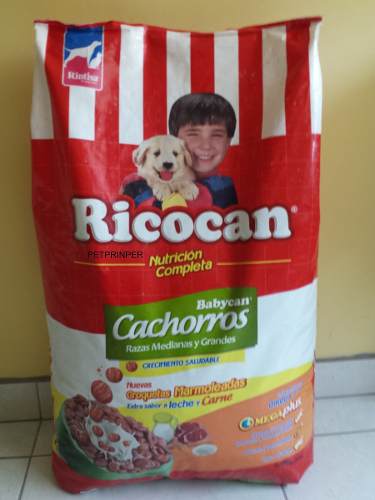 Rintisa
Ricocan®
PETPRINPER
Nutrición
Completa
Babycan®
Cachorros
Razas Medianas y Grandes
CRECIMIENTO SALUDABLE
Nuevas
Croquetas Marmoleadas
Extra sabor a leche y Carne
OMEGAplus